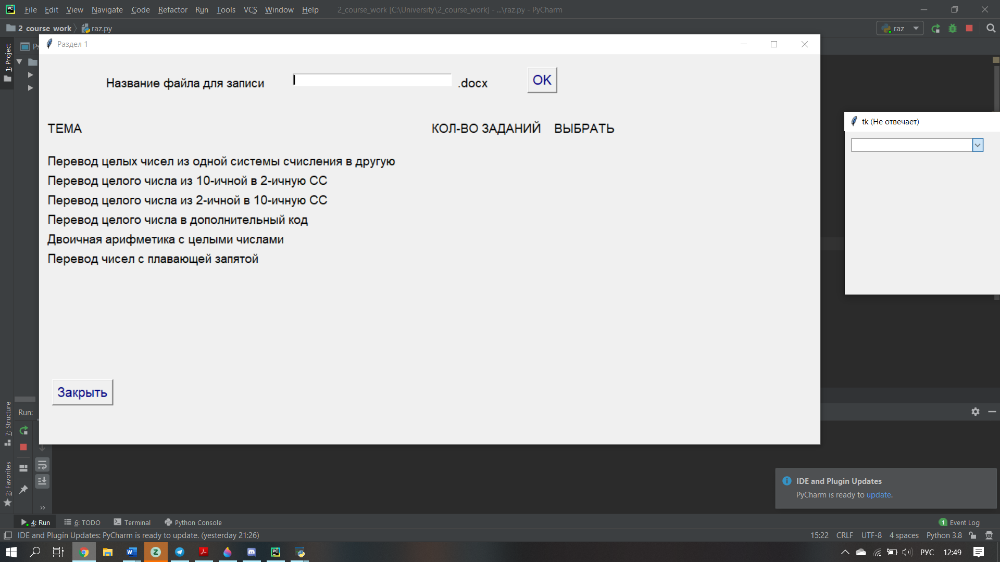 File Edit View Navigate Code Refactor Run Tools VCS Window Help 2_course_work [C:\University\2_course_work] - ...\raz.py - PyCharm
2_course_work raz.py raz
1: Project
Раздел 1
Название файла для записи .docx OK
ТЕМА КОЛ-ВО ЗАДАНИЙ ВЫБРАТЬ
tk (Не отвечает)
Перевод целых чисел из одной системы счисления в другую
Перевод целого числа из 10-ичной в 2-ичную СС
Перевод целого числа из 2-ичной в 10-ичную СС
Перевод целого числа в дополнительный код
Двоичная арифметика с целыми числами
Перевод чисел с плавающей запятой
Закрыть
7: Structure
Run:
2: Favorites
IDE and Plugin Updates
PyCharm is ready to update.
4: Run 6: TODO Terminal Python Console 1 Event Log
IDE and Plugin Updates: PyCharm is ready to update. (yesterday 21:26) 15:22 CRLF UTF-8 4 spaces Python 3.8
РУС 12:49